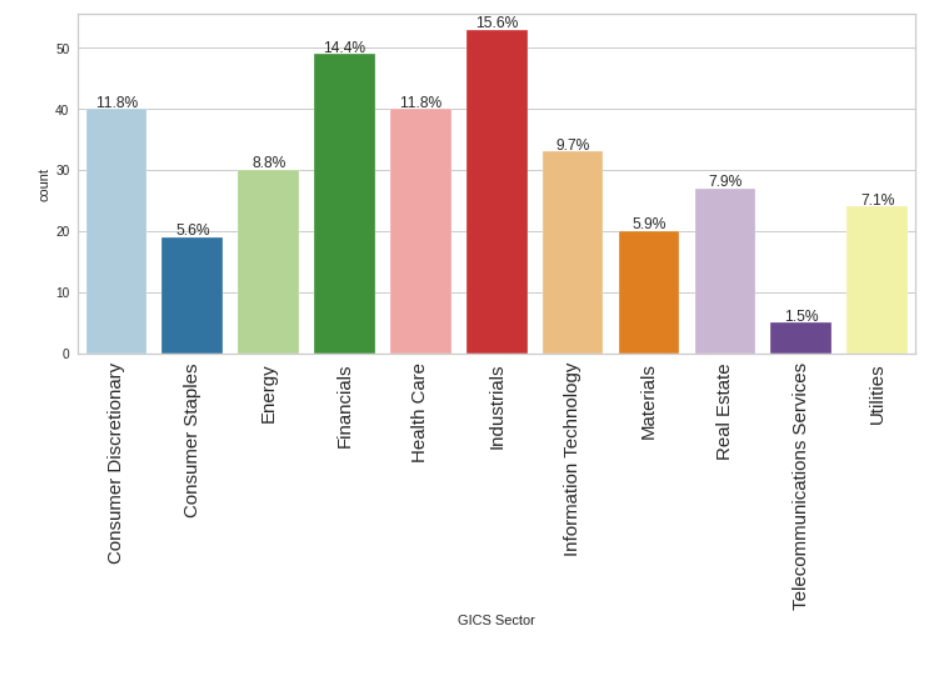 15.6%
50
14.4%
11.8%
11.8%
40
9.7%
8.8%
30
7.9%
7.1%
count
5.6%
5.9%
20
10
1.5%
0
Consumer Discretionary
Consumer Staples
Energy
Financials
Health Care
Industrials
Information Technology
Materials
Real Estate
Telecommunications Services
Utilities
GICS Sector